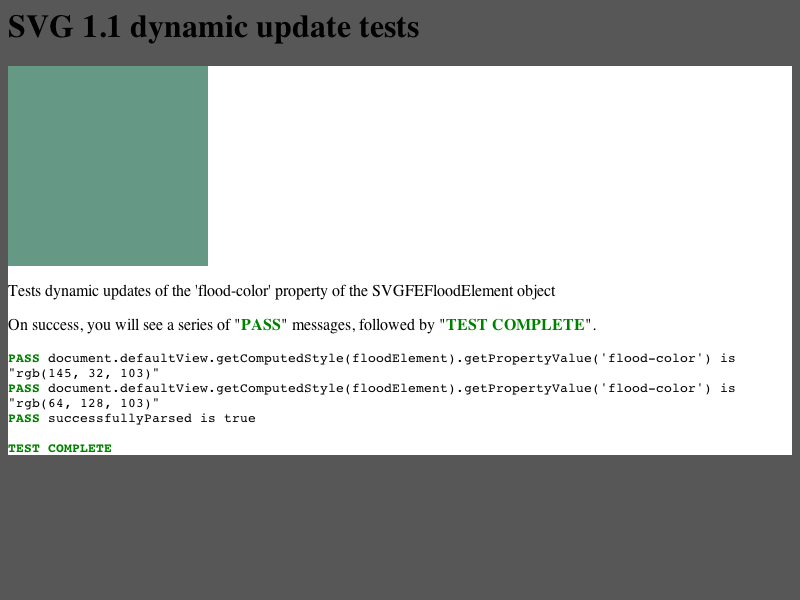 SVG 1.1 dynamic update tests
Tests dynamic updates of the 'flood-color' property of the SVGFEFloodElement object
On success, you will see a series of "PASS" messages, followed by "TEST COMPLETE".
PASS document.defaultView.getComputedStyle(floodElement).getPropertyValue('flood-color') is
"rgb(145, 32, 103)"
PASS document.defaultView.getComputedStyle(floodElement).getPropertyValue('flood-color') is
"rgb(64, 128, 103)"
PASS successfullyParsed is true
TEST COMPLETE